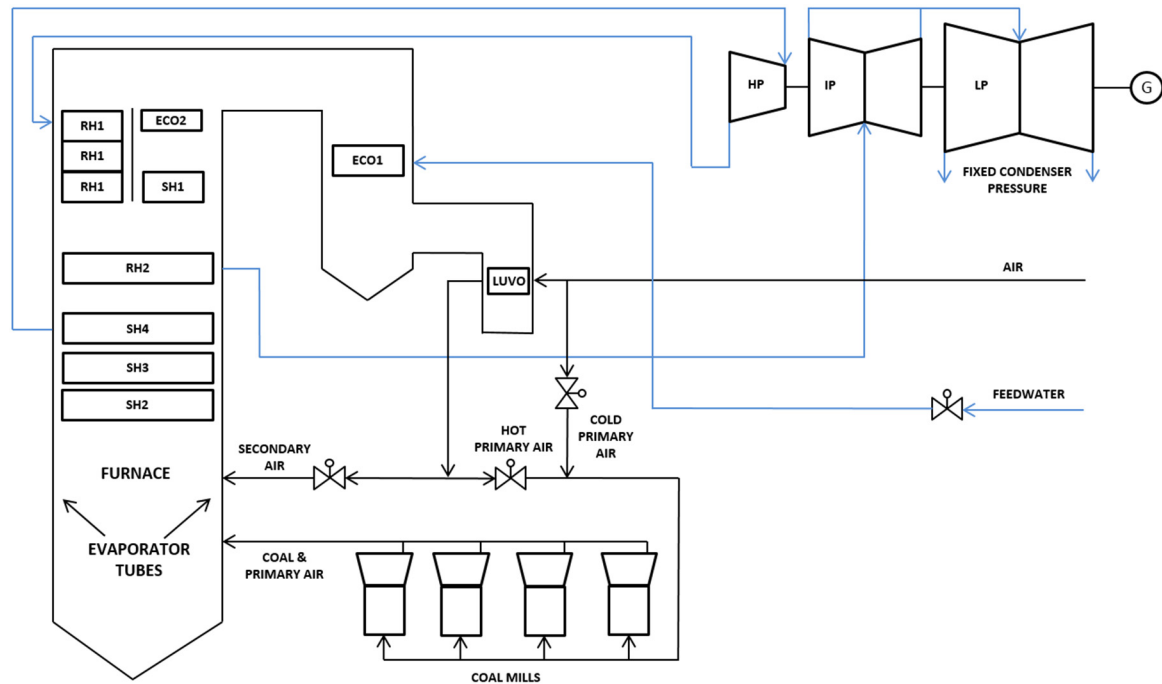 HP
IP
LP
G
RH1
ECO2
RH1
ECO1
RH1
SH1
FIXED CONDENSER
PRESSURE
RH2
LUVO
AIR
SH4
SH3
SH2
FEEDWATER
COLD
PRIMARY
AIR
HOT
PRIMARY AIR
SECONDARY
AIR
FURNACE
EVAPORATOR
TUBES
COAL &
PRIMARY AIR
COAL MILLS